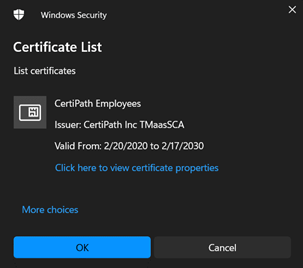 Windows Security
Certificate List
List certificates
CertiPath Employees
Issuer: CertiPath Inc TMaasSCA
Valid From: 2/20/2020 to 2/17/2030
Click here to view certificate properties
More choices
OK
Cancel